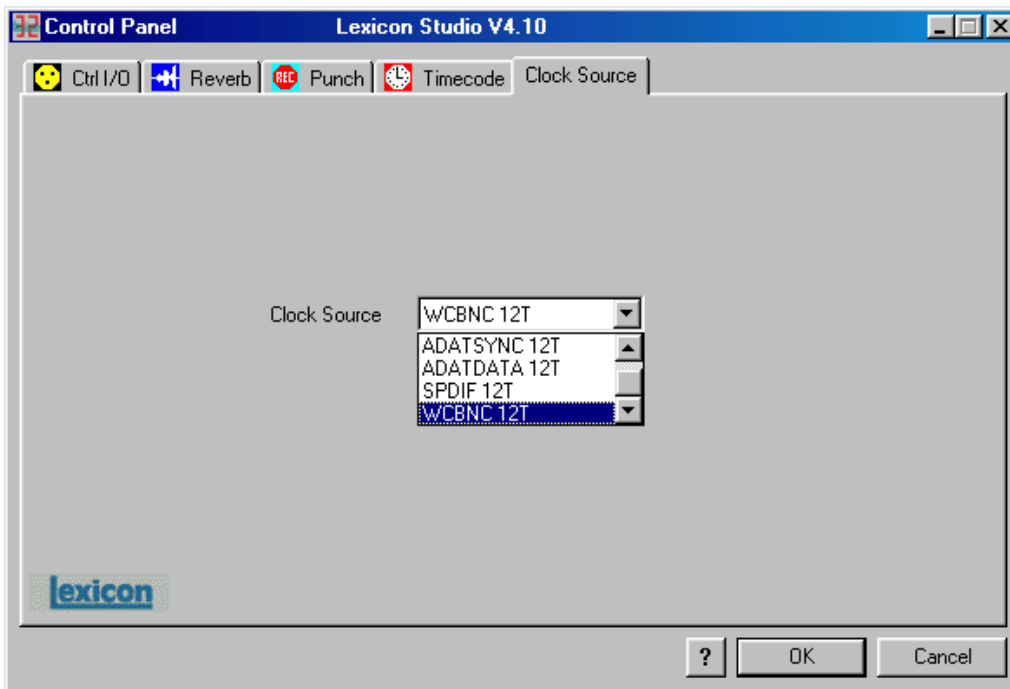 Control Panel Lexicon Studio V4.10
Ctrl I/O REC Reverb Punch Timecode Clock Source
Clock Source WCBNC 12T
ADATSYNC 12T
ADATDATA 12T
SPDIF 12T
WCBNC 12T
lexicon
? OK Cancel